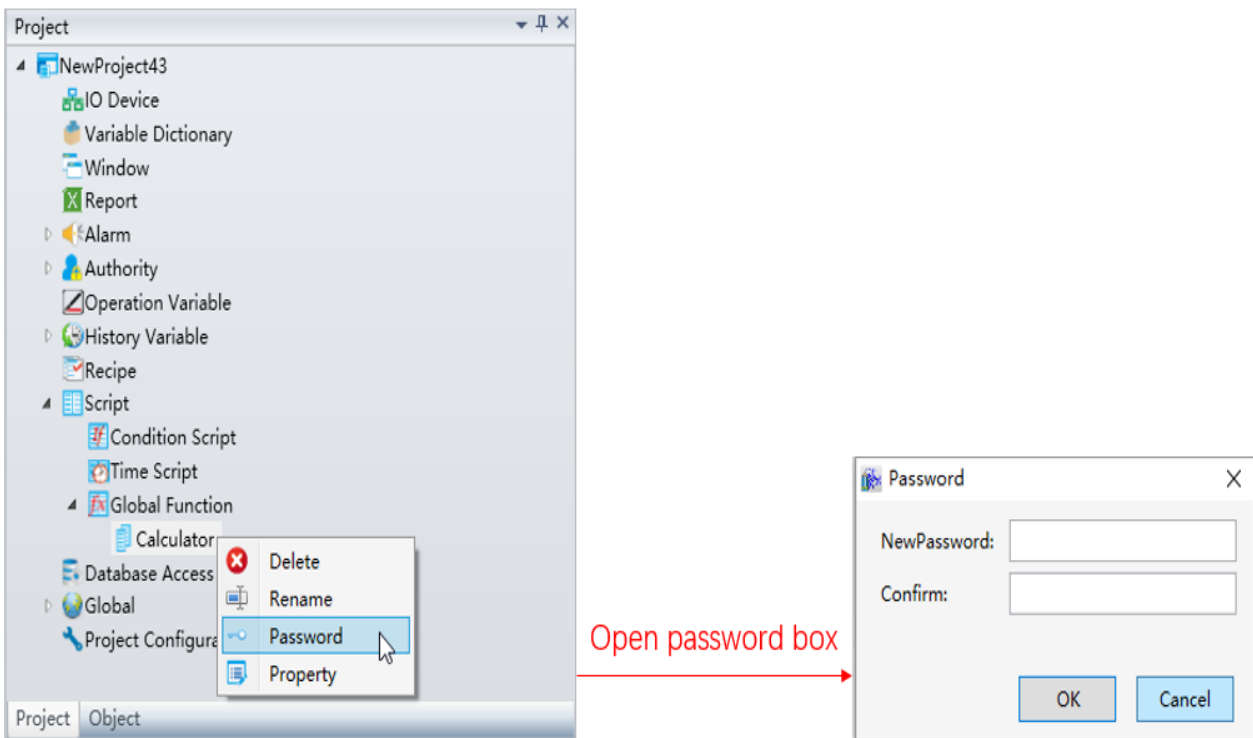 Project
NewProject43
IO Device
Variable Dictionary
Window
Report
Alarm
Authority
Operation Variable
History Variable
Recipe
Script
Condition Script
Time Script
Global Function
Calculator
Delete
Database Access
Rename
Global
Password
Project Configura
Property
Project Object
Open password box
Password
NewPassword:
Confirm:
OK Cancel